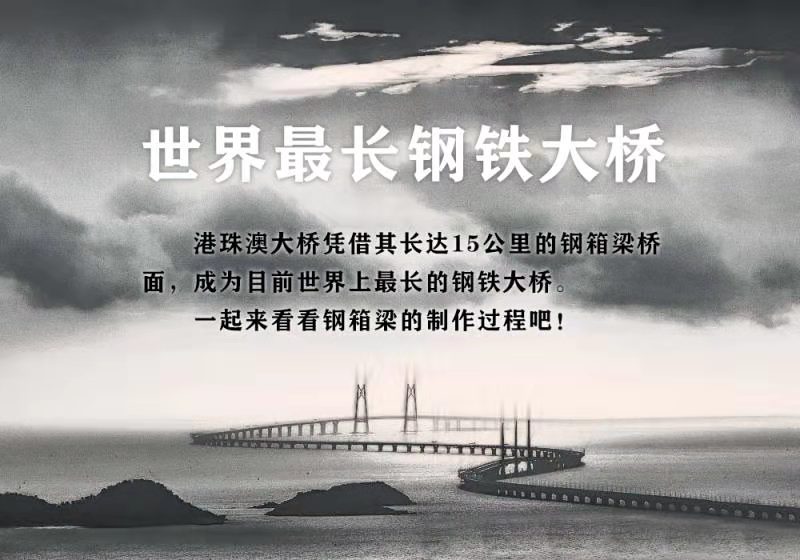 世界最长钢铁大桥
港珠澳大桥凭借其长达15公里的钢箱梁桥
面，成为目前世界上最长的钢铁大桥。
一起来看看钢箱梁的制作过程吧！